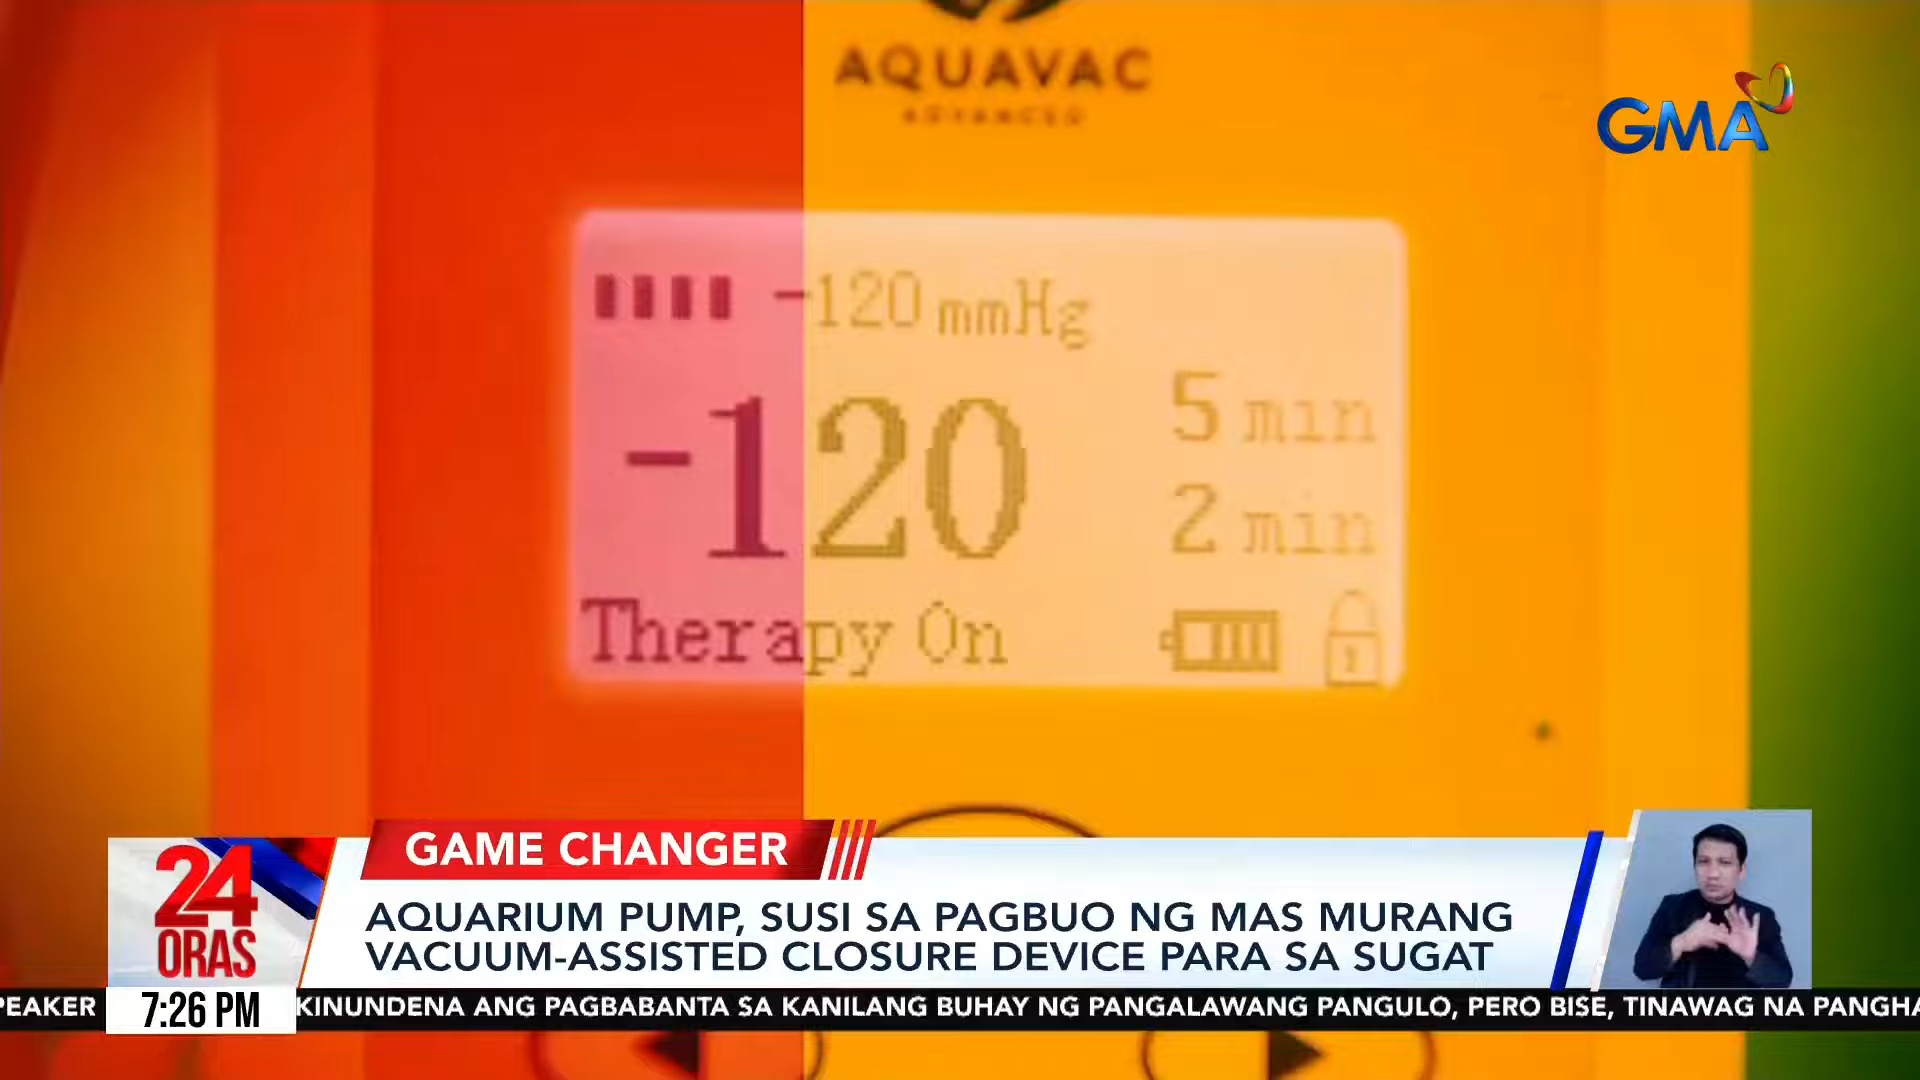 AQUAVAC
ADVANCED
GMA
-120 mmHg
-120
5 min
2 min
Therapy On
GAME CHANGER
24
ORAS
AQUARIUM PUMP, SUSI SA PAGBUO NG MAS MURANG
VACUUM-ASSISTED CLOSURE DEVICE PARA SA SUGAT
7:26 PM
PEAKER
KINUNDENA ANG PAGBABANTA SA KANILANG BUHAY NG PANGALAWANG PANGULO, PERO BISE, TINAWAG NA PANGHA